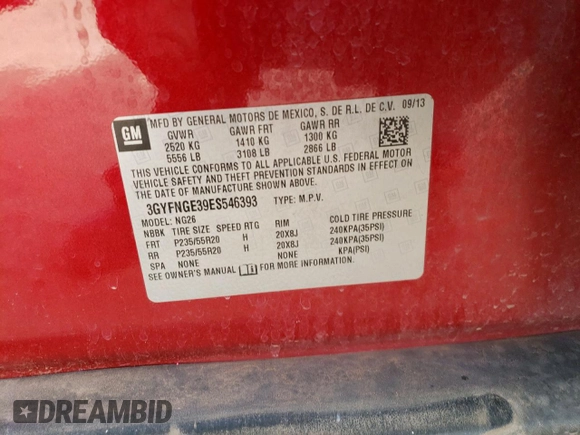 GM
MFD BY GENERAL MOTORS DE MEXICO, S. DE R.L. DE C.V. 09/13
GVWR GAWR FRT GAWR RR
2520 KG 1410 KG 1300 KG
5556 LB 3108 LB 2866 LB
THIS VEHICLE CONFORMS TO ALL APPLICABLE U.S. FEDERAL MOTOR
VEHICLE SAFETY AND THEFT PREVENTION STANDARDS IN EFFECT ON
THE DATE OF MANUFACTURE SHOWN ABOVE.
3GYFNGE39ES546393 TYPE: M.P.V.
MODEL: NG26
NBBK TIRE SIZE SPEED RTG RIM COLD TIRE PRESSURE
FRT P235/55R20 H 20X8J 240KPA(35PSI)
RR P235/55R20 H 20X8J 240KPA(35PSI)
SPA NONE NONE KPA(PSI)
SEE OWNER'S MANUAL FOR MORE INFORMATION
DREAMBID